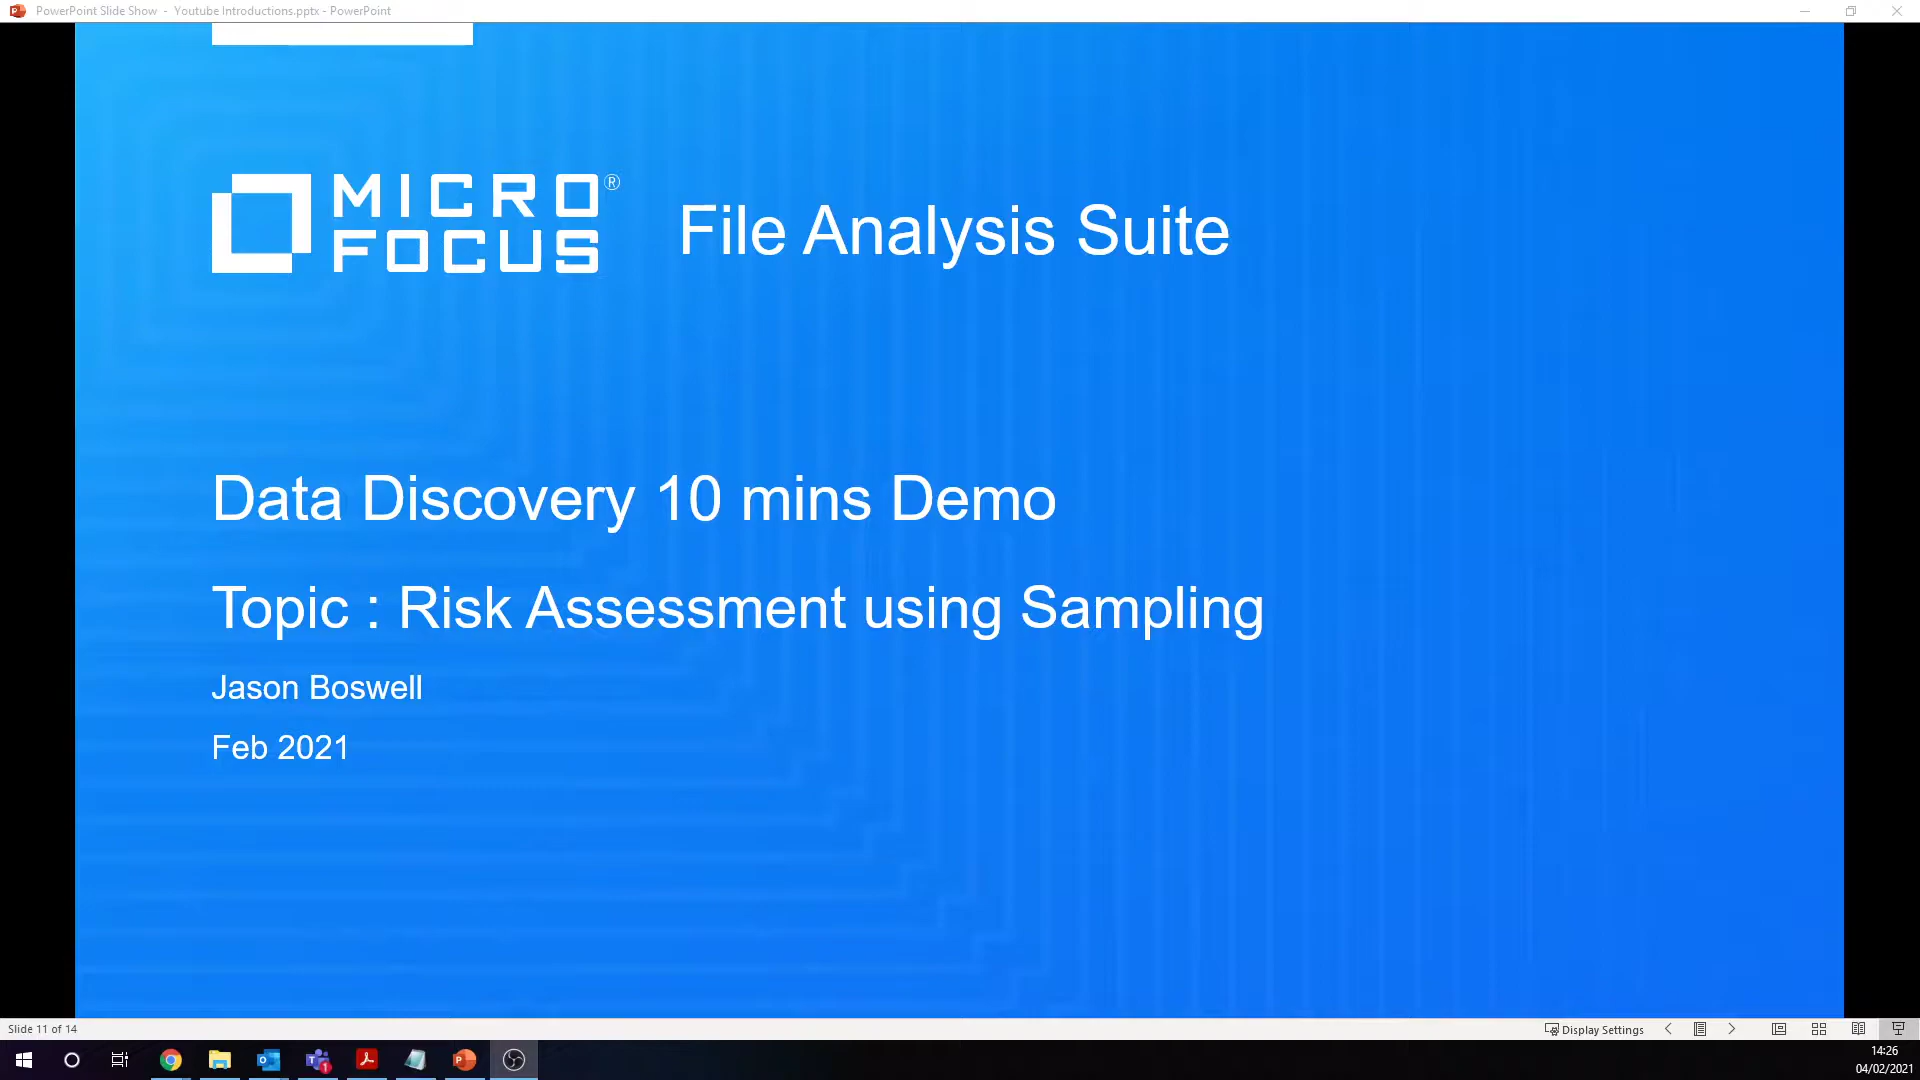 PowerPoint Slide Show - Youtube Introductions.pptx - PowerPoint
MICRO FOCUS®
File Analysis Suite
Data Discovery 10 mins Demo
Topic : Risk Assessment using Sampling
Jason Boswell
Feb 2021
Slide 11 of 14
Display Settings
1
14:26
04/02/2021